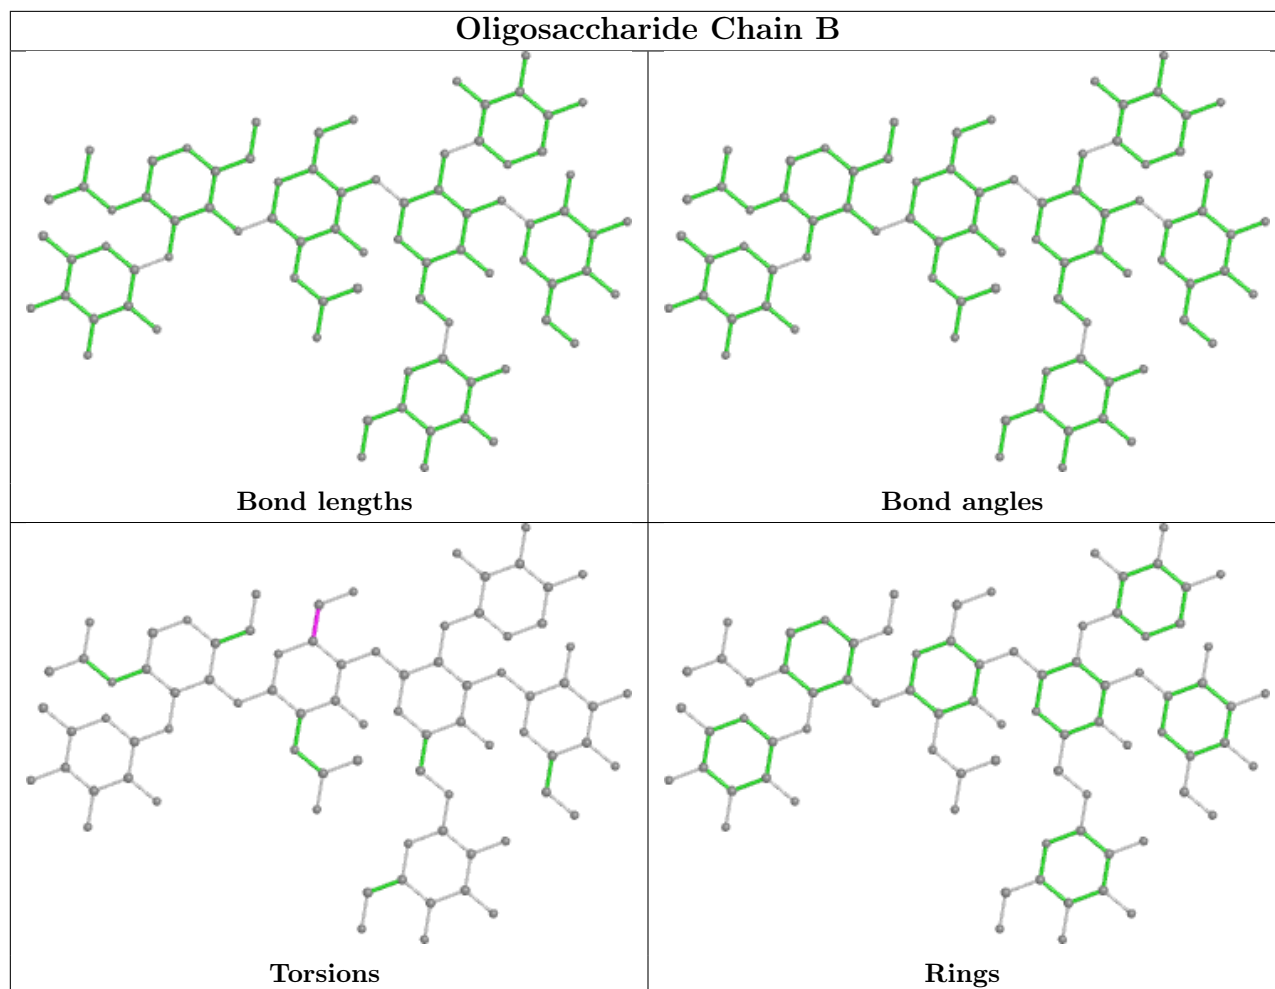 Oligosaccharide Chain B
Bond lengths
Bond angles
Torsions
Rings